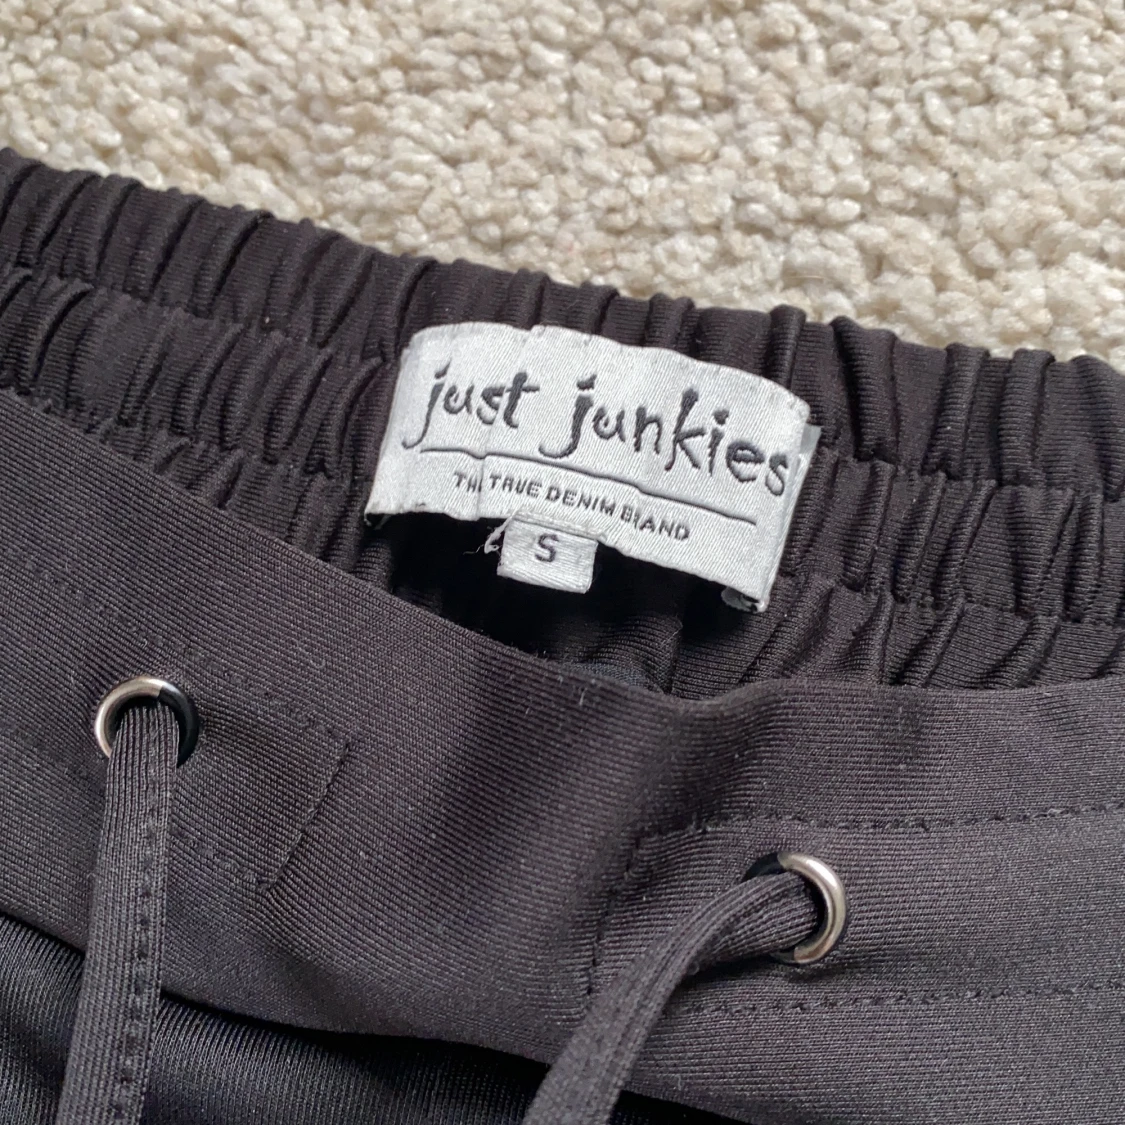 just junkies
THE TRUE DENIM BRAND
S